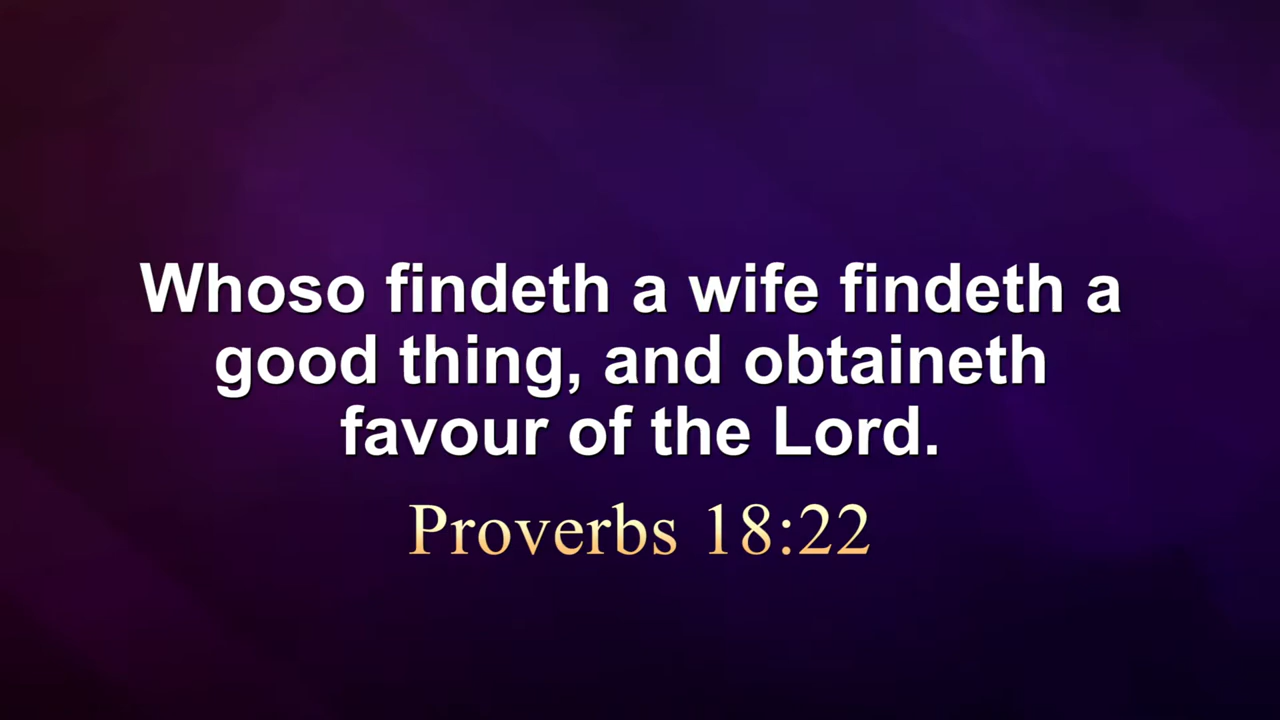 Whoso findeth a wife findeth a
good thing, and obtaineth
favour of the Lord.
Proverbs 18:22